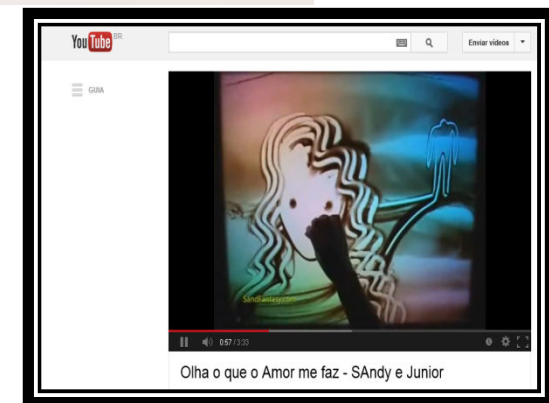 YouTube BR
Enviar vídeos
GUIA
SandFantasy.com
0:57 / 3:33
Olha o que o Amor me faz - SAndy e Junior